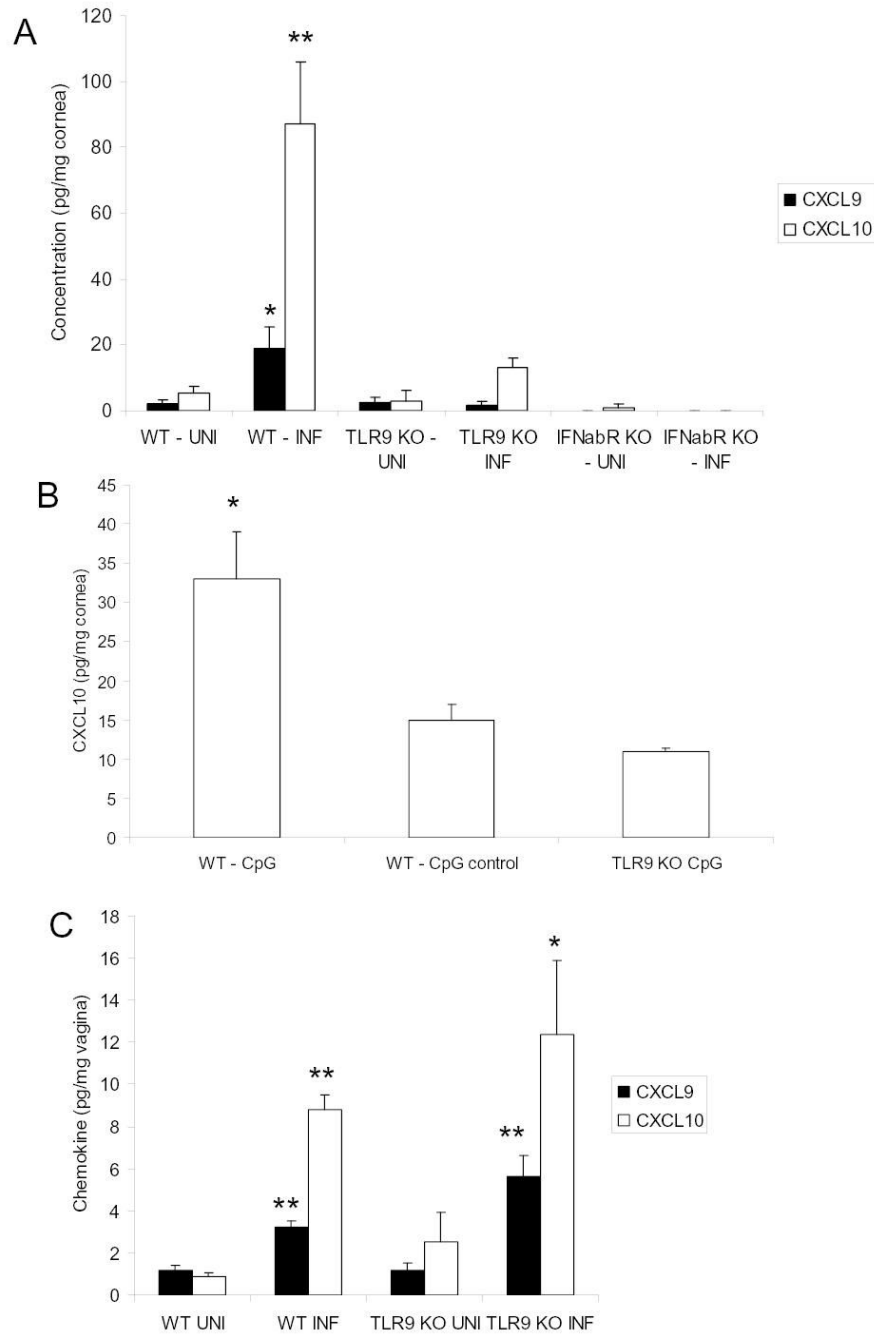 A
Concentration (pg/mg cornea)
120
100
80
60
40
20
0
*
**
CXCL9
CXCL10
WT - UNI
WT - INF
TLR9 KO -
UNI
TLR9 KO
INF
IFNabR KO
- UNI
IFNabR KO
- INF
B
CXCL10 (pg/mg cornea)
45
40
35
30
25
20
15
10
5
0
*
WT - CpG
WT - CpG control
TLR9 KO CpG
C
Chemokine (pg/mg vagina)
18
16
14
12
10
8
6
4
2
0
**
**
**
*
CXCL9
CXCL10
WT UNI
WT INF
TLR9 KO UNI
TLR9 KO INF